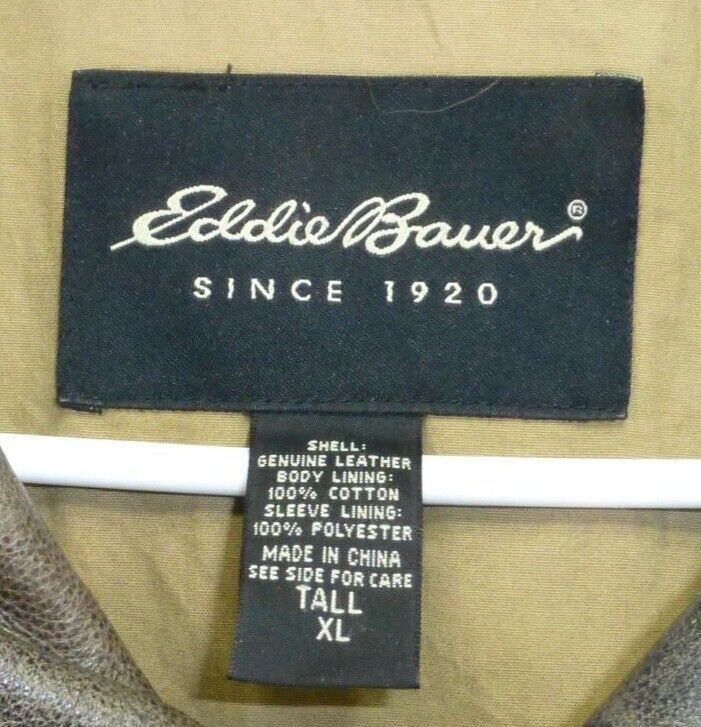 Eddie Bauer®
SINCE 1920
SHELL:
GENUINE LEATHER
BODY LINING:
100% COTTON
SLEEVE LINING:
100% POLYESTER
MADE IN CHINA
SEE SIDE FOR CARE
TALL
XL